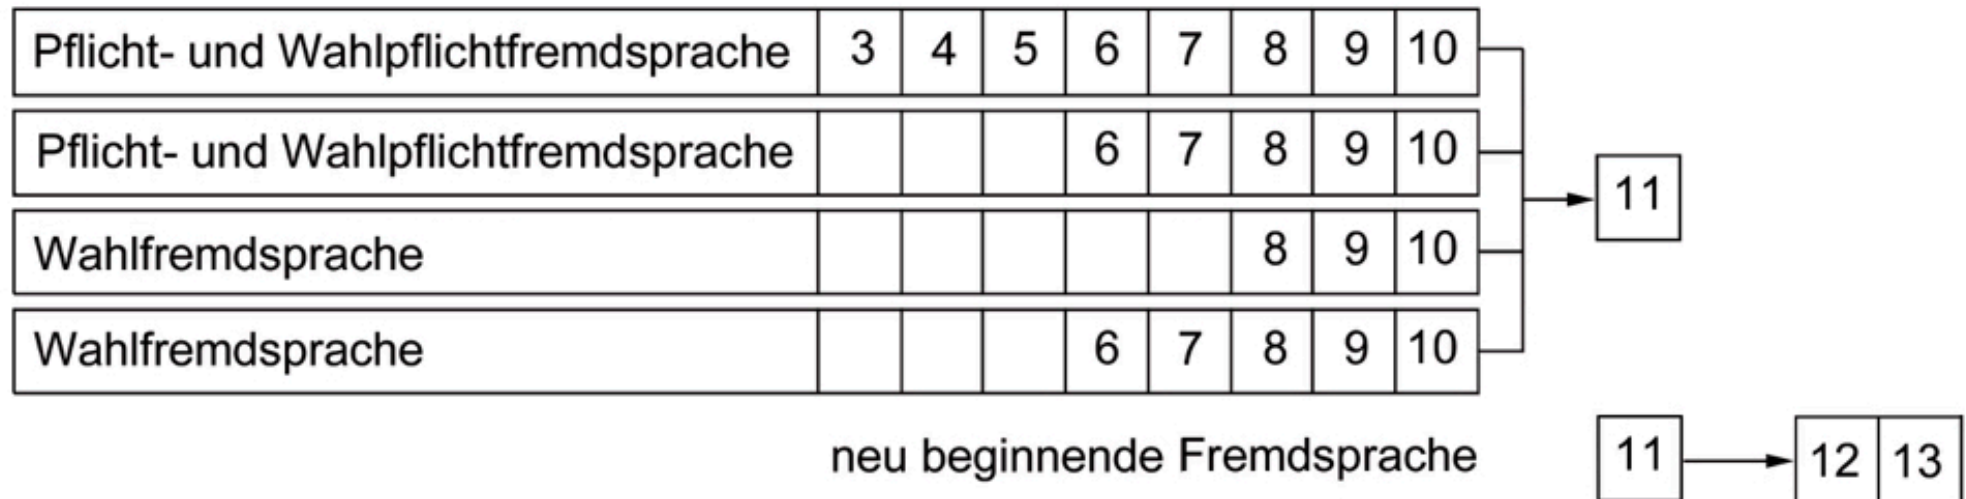 Pflicht- und Wahlpflichtfremdsprache 3 4 5 6 7 8 9 10
Pflicht- und Wahlpflichtfremdsprache 6 7 8 9 10
11
Wahlfremdsprache 8 9 10
Wahlfremdsprache 6 7 8 9 10
neu beginnende Fremdsprache 11 12 13